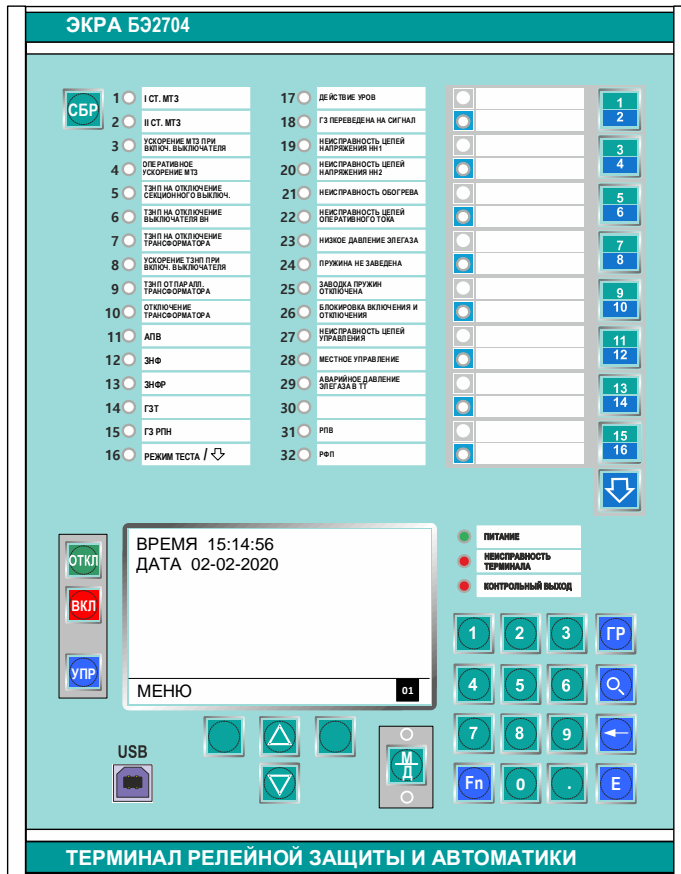 ЭКРА БЭ2704
СБР
1 I СТ. МТЗ
2 II СТ. МТЗ
3 УСКОРЕНИЕ МТЗ ПРИ
ВКЛЮЧ. ВЫКЛЮЧАТЕЛЯ
4 ОПЕРАТИВНОЕ
УСКОРЕНИЕ МТЗ
5 ТЗНП НА ОТКЛЮЧЕНИЕ
СЕКЦИОННОГО ВЫКЛЮЧ.
6 ТЗНП НА ОТКЛЮЧЕНИЕ
ВЫКЛЮЧАТЕЛЯ ВН
7 ТЗНП НА ОТКЛЮЧЕНИЕ
ТРАНСФОРМАТОРА
8 УСКОРЕНИЕ ТЗНП ПРИ
ВКЛЮЧ. ВЫКЛЮЧАТЕЛЯ
9 ТЗНП ОТ ПАРАЛЛ.
ТРАНСФОРМАТОРА
10 ОТКЛЮЧЕНИЕ
ТРАНСФОРМАТОРА
11 АПВ
12 ЗНФ
13 ЗНФР
14 ГЗТ
15 ГЗ РПН
16 РЕЖИМ ТЕСТА /
17 ДЕЙСТВИЕ УРОВ
18 ГЗ ПЕРЕВЕДЕНА НА СИГНАЛ
19 НЕИСПРАВНОСТЬ ЦЕПЕЙ
НАПРЯЖЕНИЯ НН1
20 НЕИСПРАВНОСТЬ ЦЕПЕЙ
НАПРЯЖЕНИЯ НН2
21 НЕИСПРАВНОСТЬ ОБОГРЕВА
22 НЕИСПРАВНОСТЬ ЦЕПЕЙ
ОПЕРАТИВНОГО ТОКА
23 НИЗКОЕ ДАВЛЕНИЕ ЭЛЕГАЗА
24 ПРУЖИНА НЕ ЗАВЕДЕНА
25 ЗАВОДКА ПРУЖИН
ОТКЛЮЧЕНА
26 БЛОКИРОВКА ВКЛЮЧЕНИЯ И
ОТКЛЮЧЕНИЯ
27 НЕИСПРАВНОСТЬ ЦЕПЕЙ
УПРАВЛЕНИЯ
28 МЕСТНОЕ УПРАВЛЕНИЕ
29 АВАРИЙНОЕ ДАВЛЕНИЕ
ЭЛЕГАЗА В ТТ
30
31 РПВ
32 РФП
1
2
3
4
5
6
7
8
9
10
11
12
13
14
15
16
ОТКЛ
ВКЛ
УПР
ВРЕМЯ 15:14:56
ДАТА 02-02-2020
МЕНЮ 01
ПИТАНИЕ
НЕИСПРАВНОСТЬ
ТЕРМИНАЛА
КОНТРОЛЬНЫЙ ВЫХОД
1 2 3 ГР
4 5 6
7 8 9
Fn 0 . E
USB
М
Д
ТЕРМИНАЛ РЕЛЕЙНОЙ ЗАЩИТЫ И АВТОМАТИКИ